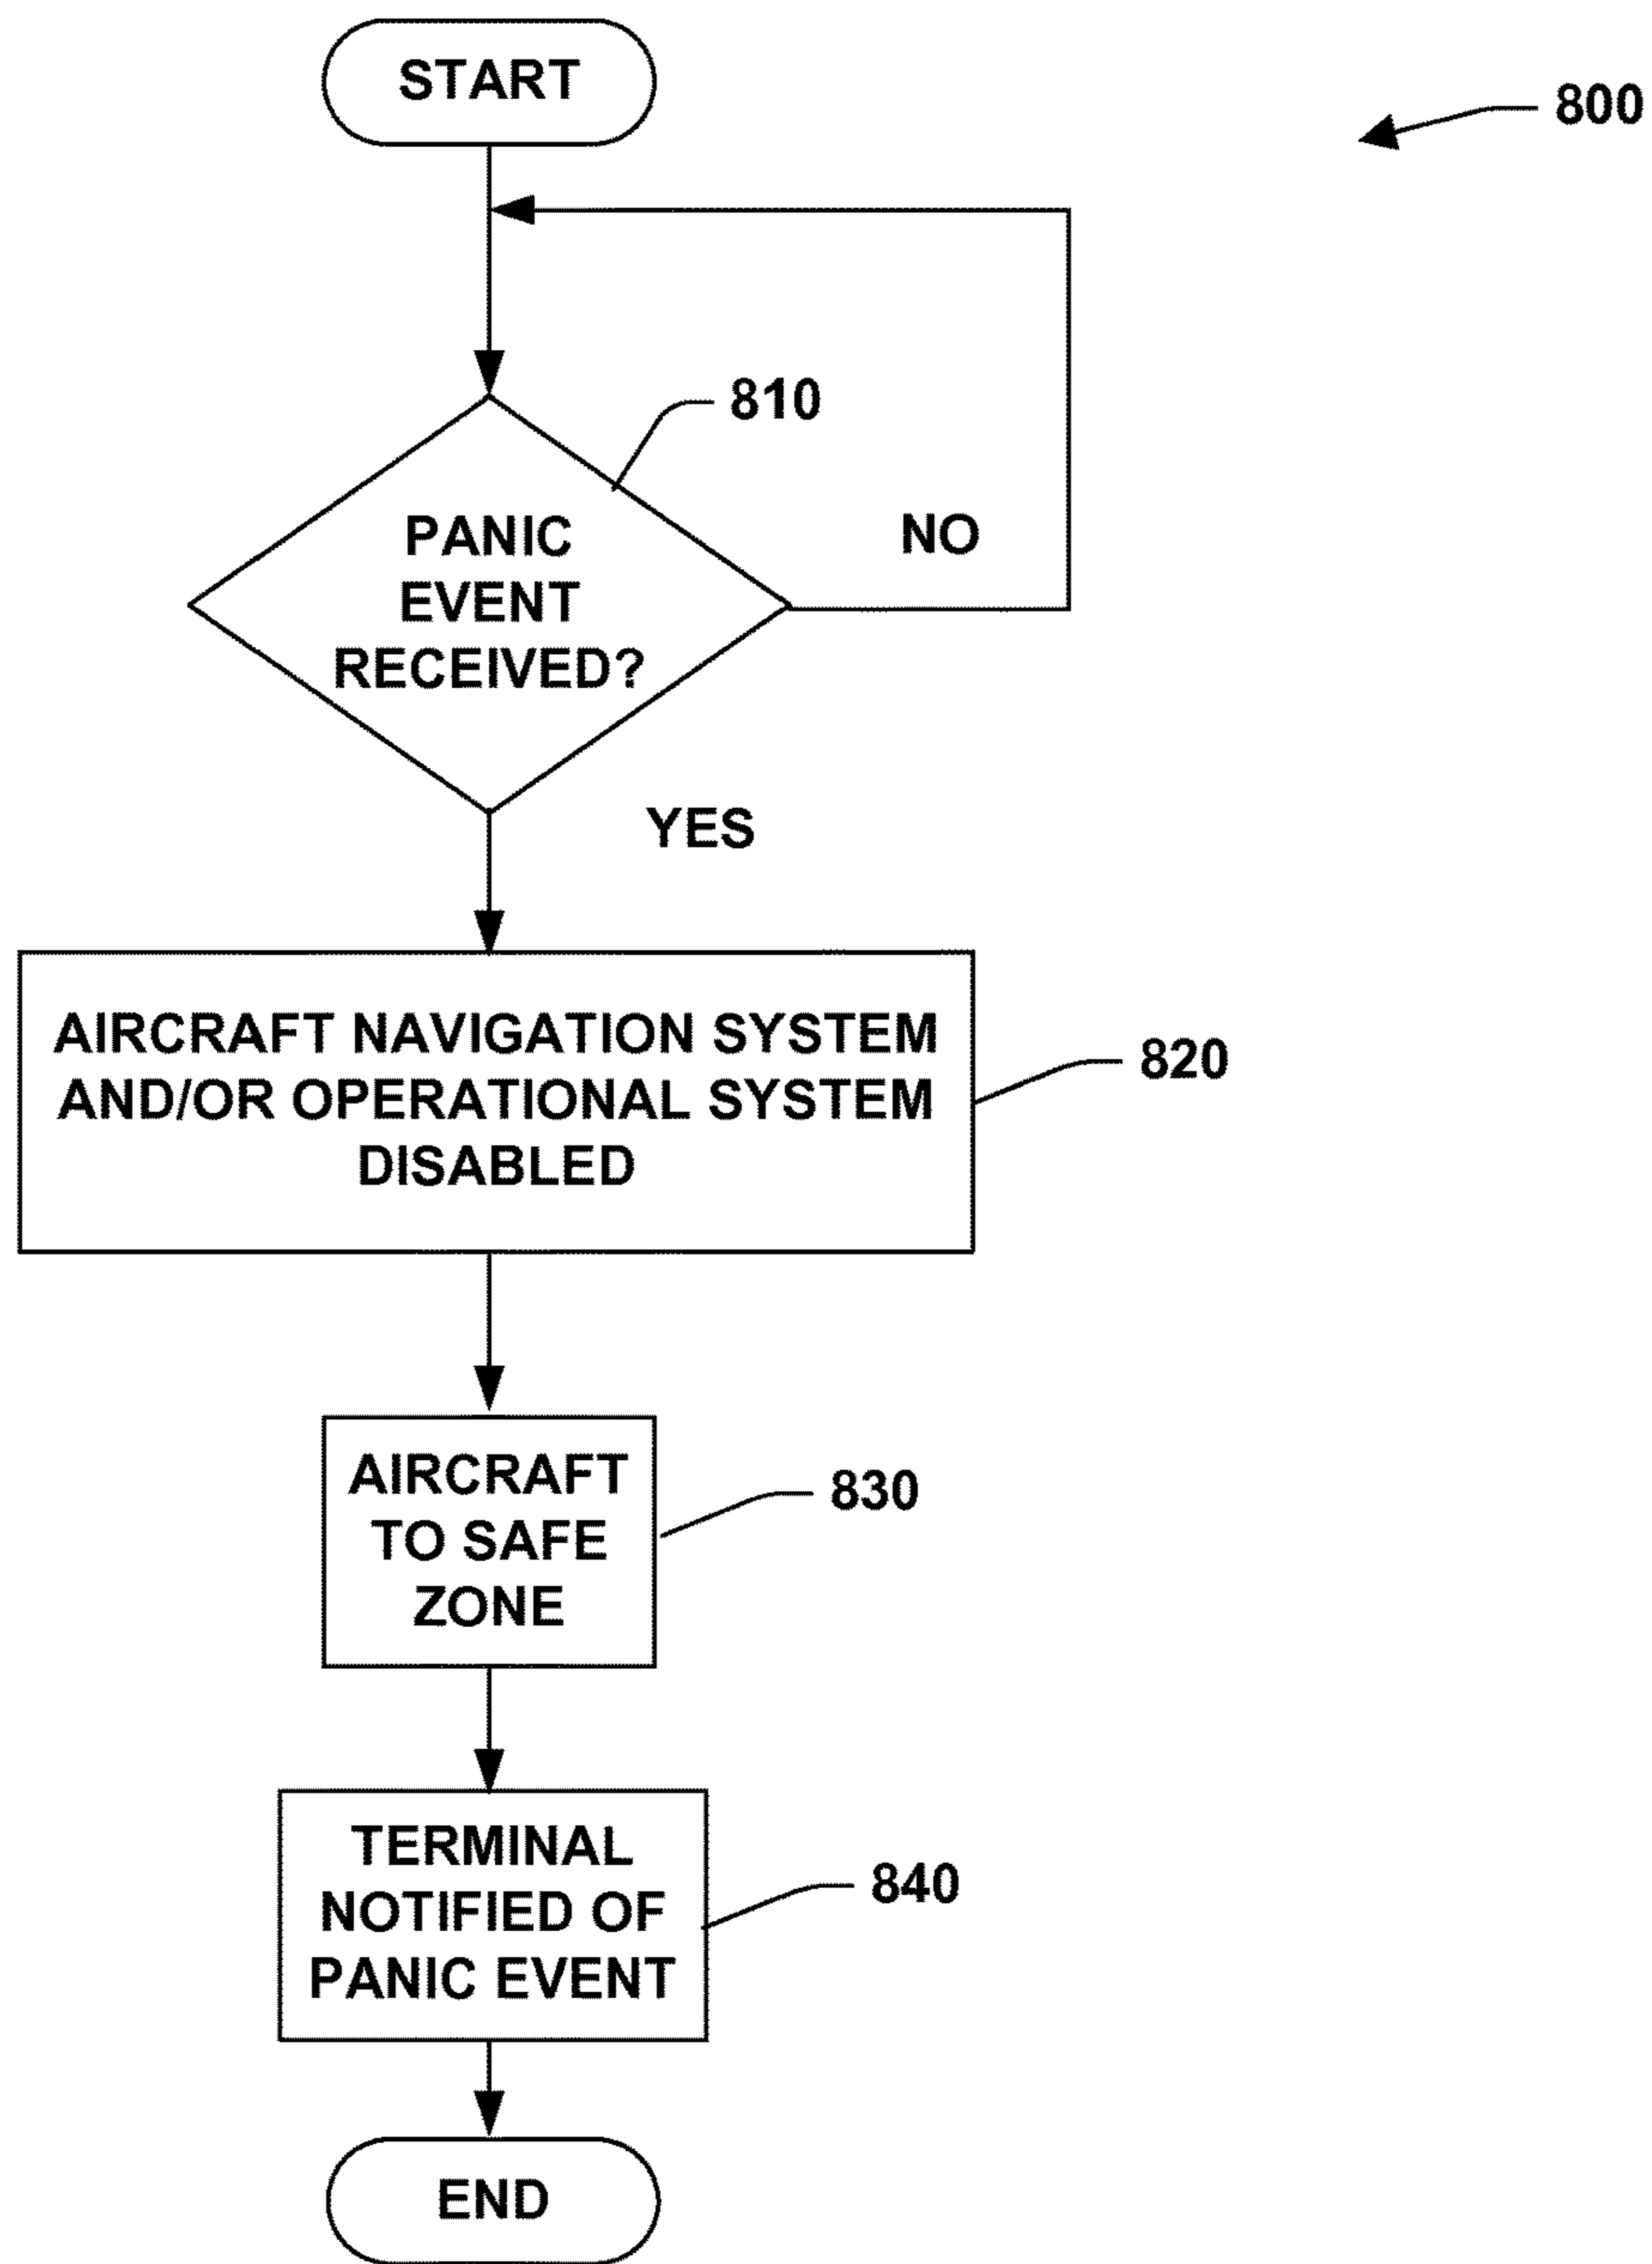 START
800
810
PANIC
EVENT
RECEIVED?
NO
YES
AIRCRAFT NAVIGATION SYSTEM
AND/OR OPERATIONAL SYSTEM
DISABLED
820
AIRCRAFT
TO SAFE
ZONE
830
TERMINAL
NOTIFIED OF
PANIC EVENT
840
END